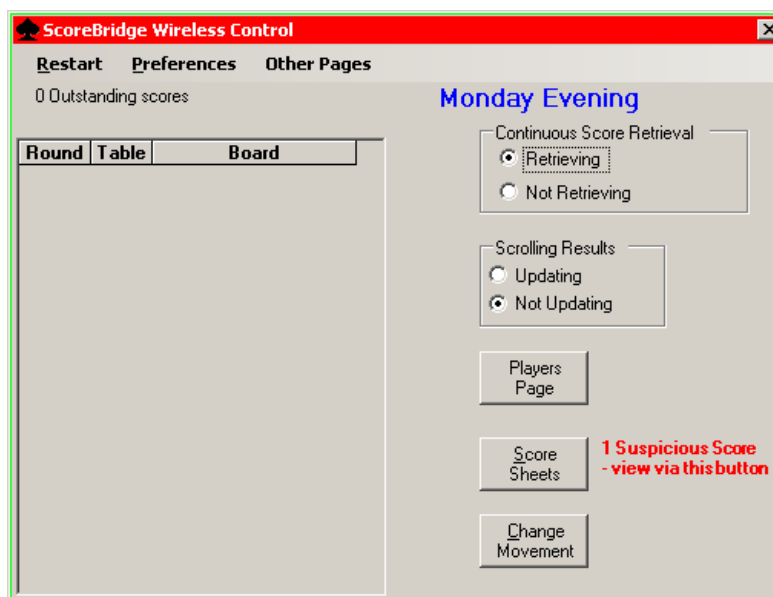 ScoreBridge Wireless Control
Restart Preferences Other Pages
0 Outstanding scores
Monday Evening
Round Table Board
Continuous Score Retrieval
Retrieving
Not Retrieving
Scrolling Results
Updating
Not Updating
Players
Page
Score
Sheets
1 Suspicious Score
- view via this button
Change
Movement